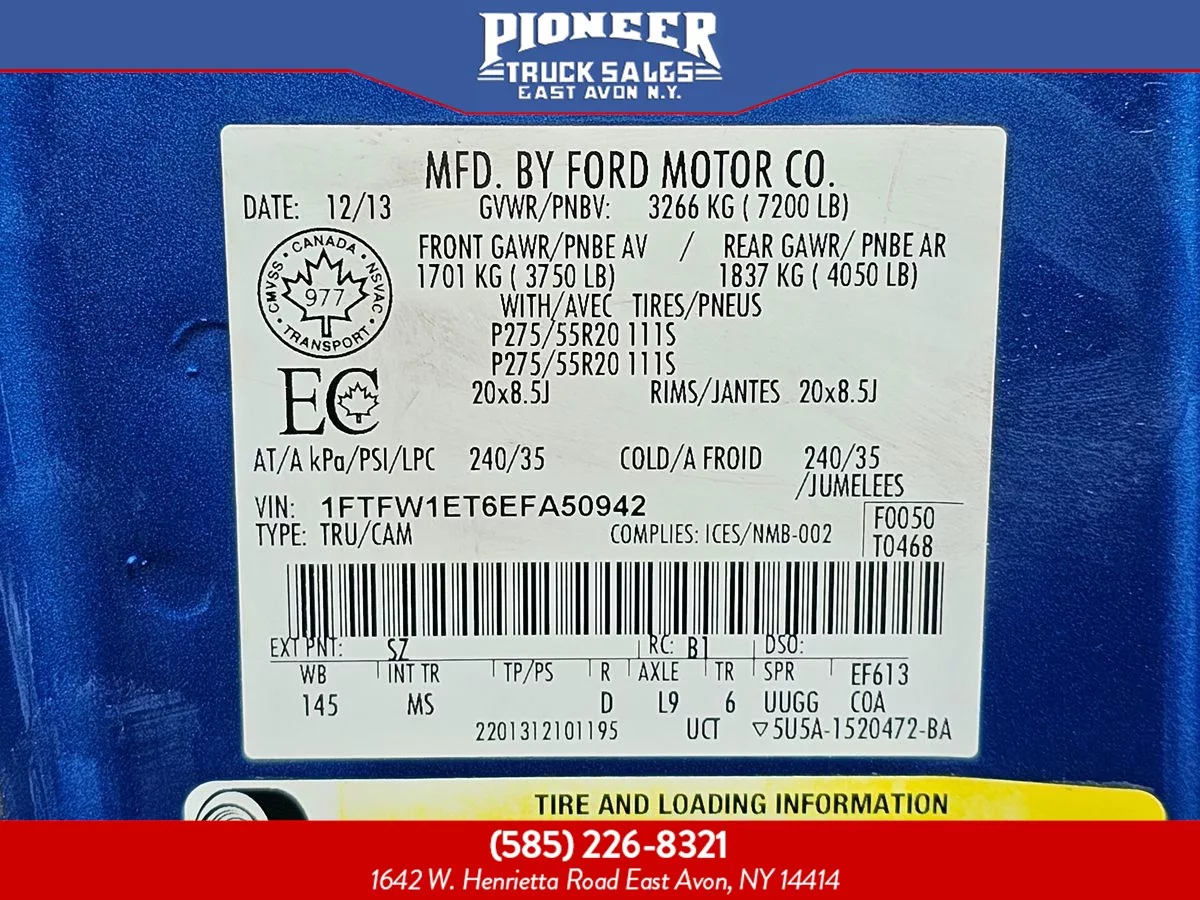 PIONEER
TRUCK SALES
EAST AVON N.Y.
MFD. BY FORD MOTOR CO.
DATE: 12/13 GVWR/PNBV: 3266 KG ( 7200 LB)
FRONT GAWR/PNBE AV / REAR GAWR/ PNBE AR
1701 KG ( 3750 LB) 1837 KG ( 4050 LB)
WITH/AVEC TIRES/PNEUS
P275/55R20 111S
P275/55R20 111S
20x8.5J RIMS/JANTES 20x8.5J
CANADA
CMVSS NSVAC
977
TRANSPORT
EC
AT/A kPa/PSI/LPC 240/35 COLD/A FROID 240/35
/JUMELEES
VIN: 1FTFW1ET6EFA50942
F0050
TYPE: TRU/CAM COMPLIES: ICES/NMB-002
T0468
EXT PNT: SZ RC: B1 DSO:
WB INT TR TP/PS R AXLE TR SPR EF613
145 MS D L9 6 UUGG COA
2201312101195 UCT ▽5U5A-1520472-BA
TIRE AND LOADING INFORMATION
(585) 226-8321
1642 W. Henrietta Road East Avon, NY 14414